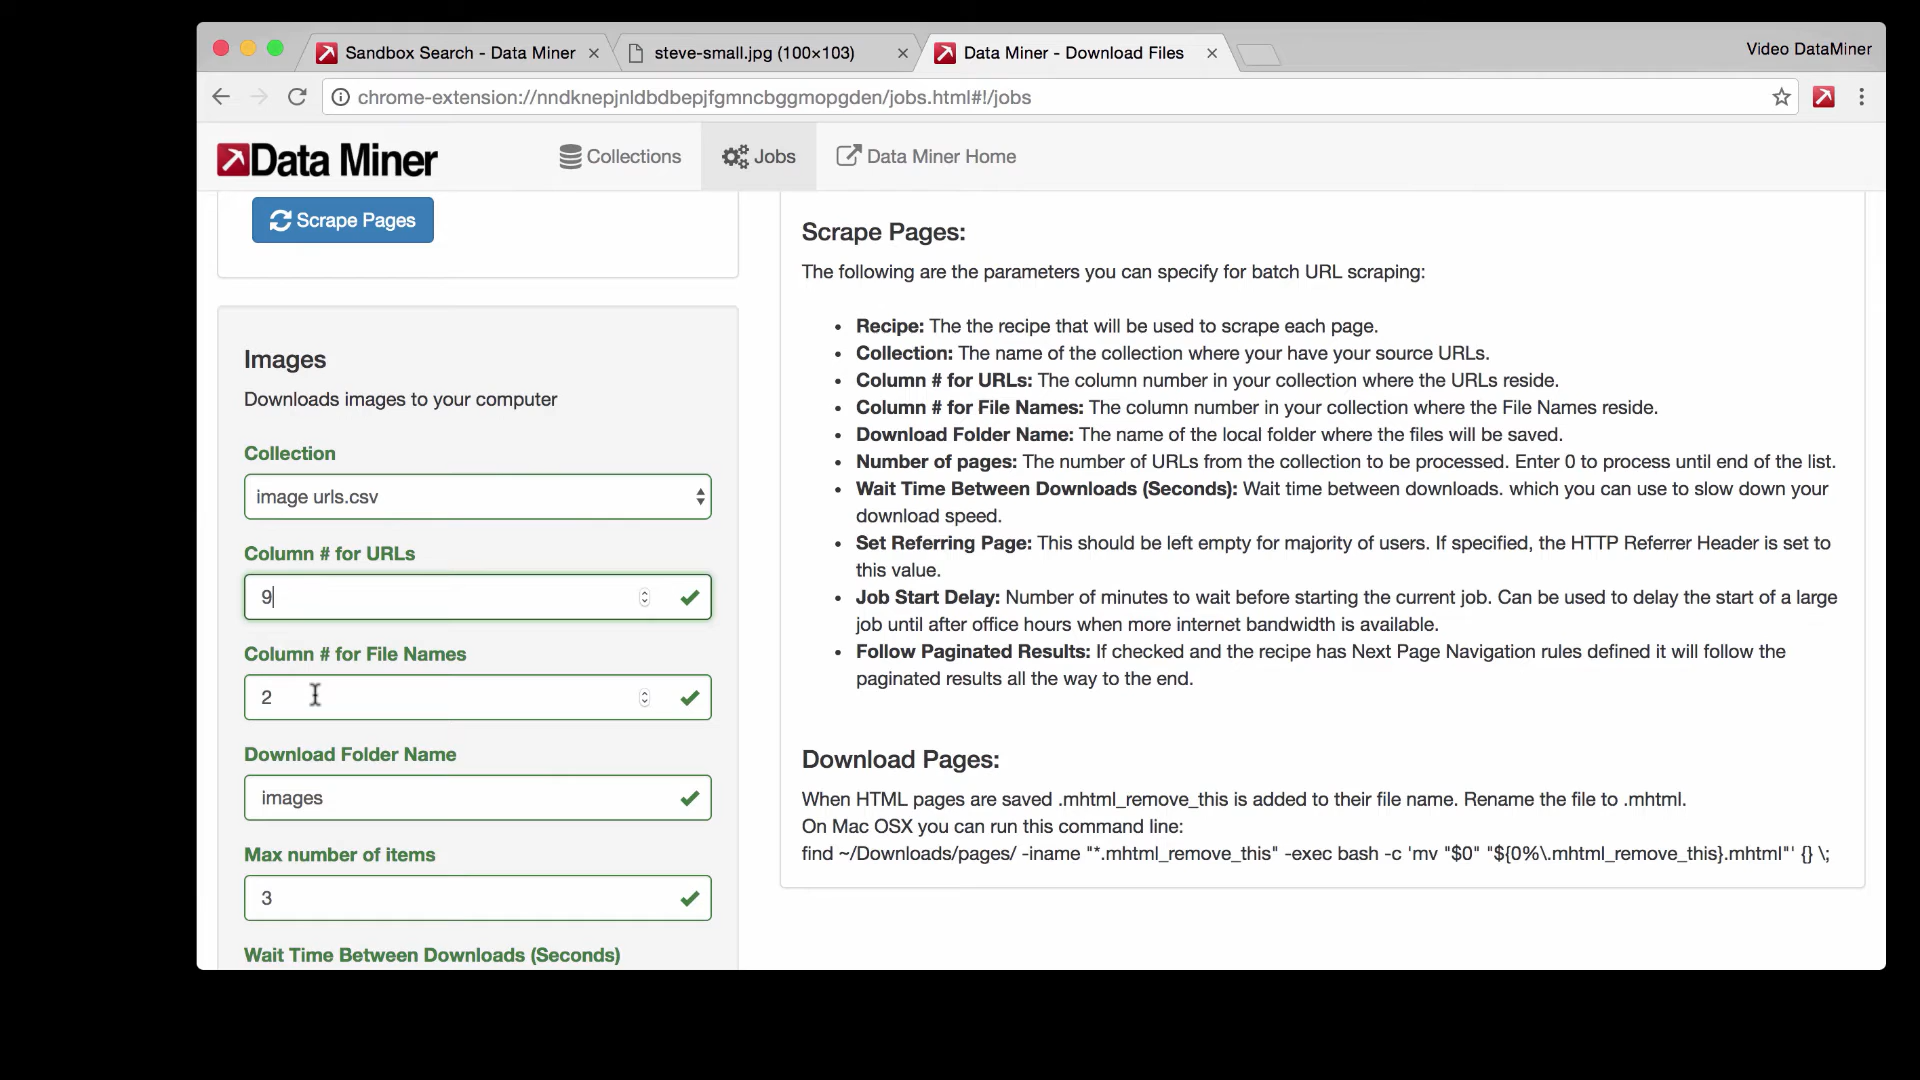 Sandbox Search - Data Miner
steve-small.jpg (100×103)
Data Miner - Download Files
Video DataMiner
chrome-extension://nndknepjnldbdbepjfgmncbggmopgden/jobs.html#!/jobs
Data Miner
Collections
Jobs
Data Miner Home
Scrape Pages
Images
Downloads images to your computer
Collection
image urls.csv
Column # for URLs
9
Column # for File Names
2
Download Folder Name
images
Max number of items
3
Wait Time Between Downloads (Seconds)
Scrape Pages:
The following are the parameters you can specify for batch URL scraping:
Recipe: The the recipe that will be used to scrape each page.
Collection: The name of the collection where your have your source URLs.
Column # for URLs: The column number in your collection where the URLs reside.
Column # for File Names: The column number in your collection where the File Names reside.
Download Folder Name: The name of the local folder where the files will be saved.
Number of pages: The number of URLs from the collection to be processed. Enter 0 to process until end of the list.
Wait Time Between Downloads (Seconds): Wait time between downloads. which you can use to slow down your
download speed.
Set Referring Page: This should be left empty for majority of users. If specified, the HTTP Referrer Header is set to
this value.
Job Start Delay: Number of minutes to wait before starting the current job. Can be used to delay the start of a large
job until after office hours when more internet bandwidth is available.
Follow Paginated Results: If checked and the recipe has Next Page Navigation rules defined it will follow the
paginated results all the way to the end.
Download Pages:
When HTML pages are saved .mhtml_remove_this is added to their file name. Rename the file to .mhtml.
On Mac OSX you can run this command line:
find ~/Downloads/pages/ -iname "*.mhtml_remove_this" -exec bash -c 'mv "$0" "${0%\.mhtml_remove_this}.mhtml"' {} \;